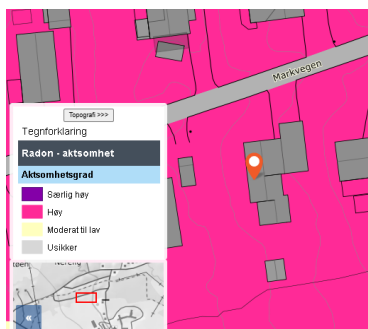 Markvegen
Topografi >>>
Tegnforklaring
Radon - aktsomhet
Aktsomhetsgrad
Særlig høy
Høy
Moderat til lav
Usikker
«